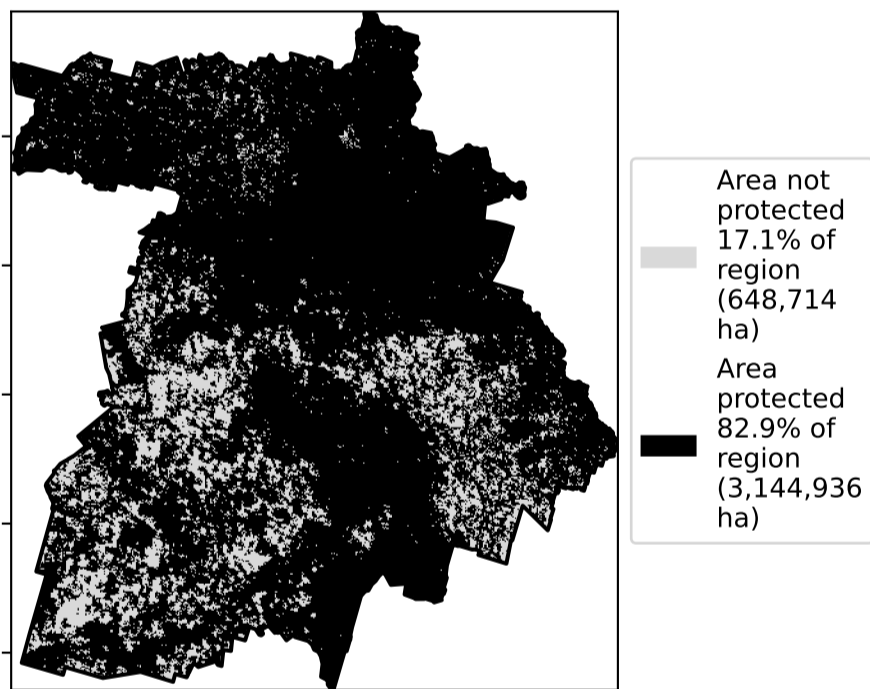 Area not
protected
17.1% of
region
(648,714
ha)
Area
protected
82.9% of
region
(3,144,936
ha)